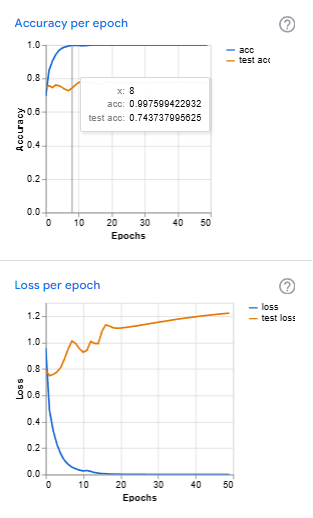 Accuracy per epoch
?
1.0
acc
test acc
0.8
x: 8
acc: 0.997599422932
test acc: 0.743737995625
0.6
0.4
0.2
0.0
Accuracy
0 10 20 30 40 50
Epochs
Loss per epoch
?
loss
test loss
1.2
1.0
0.8
0.6
0.4
0.2
0.0
Loss
0 10 20 30 40 50
Epochs